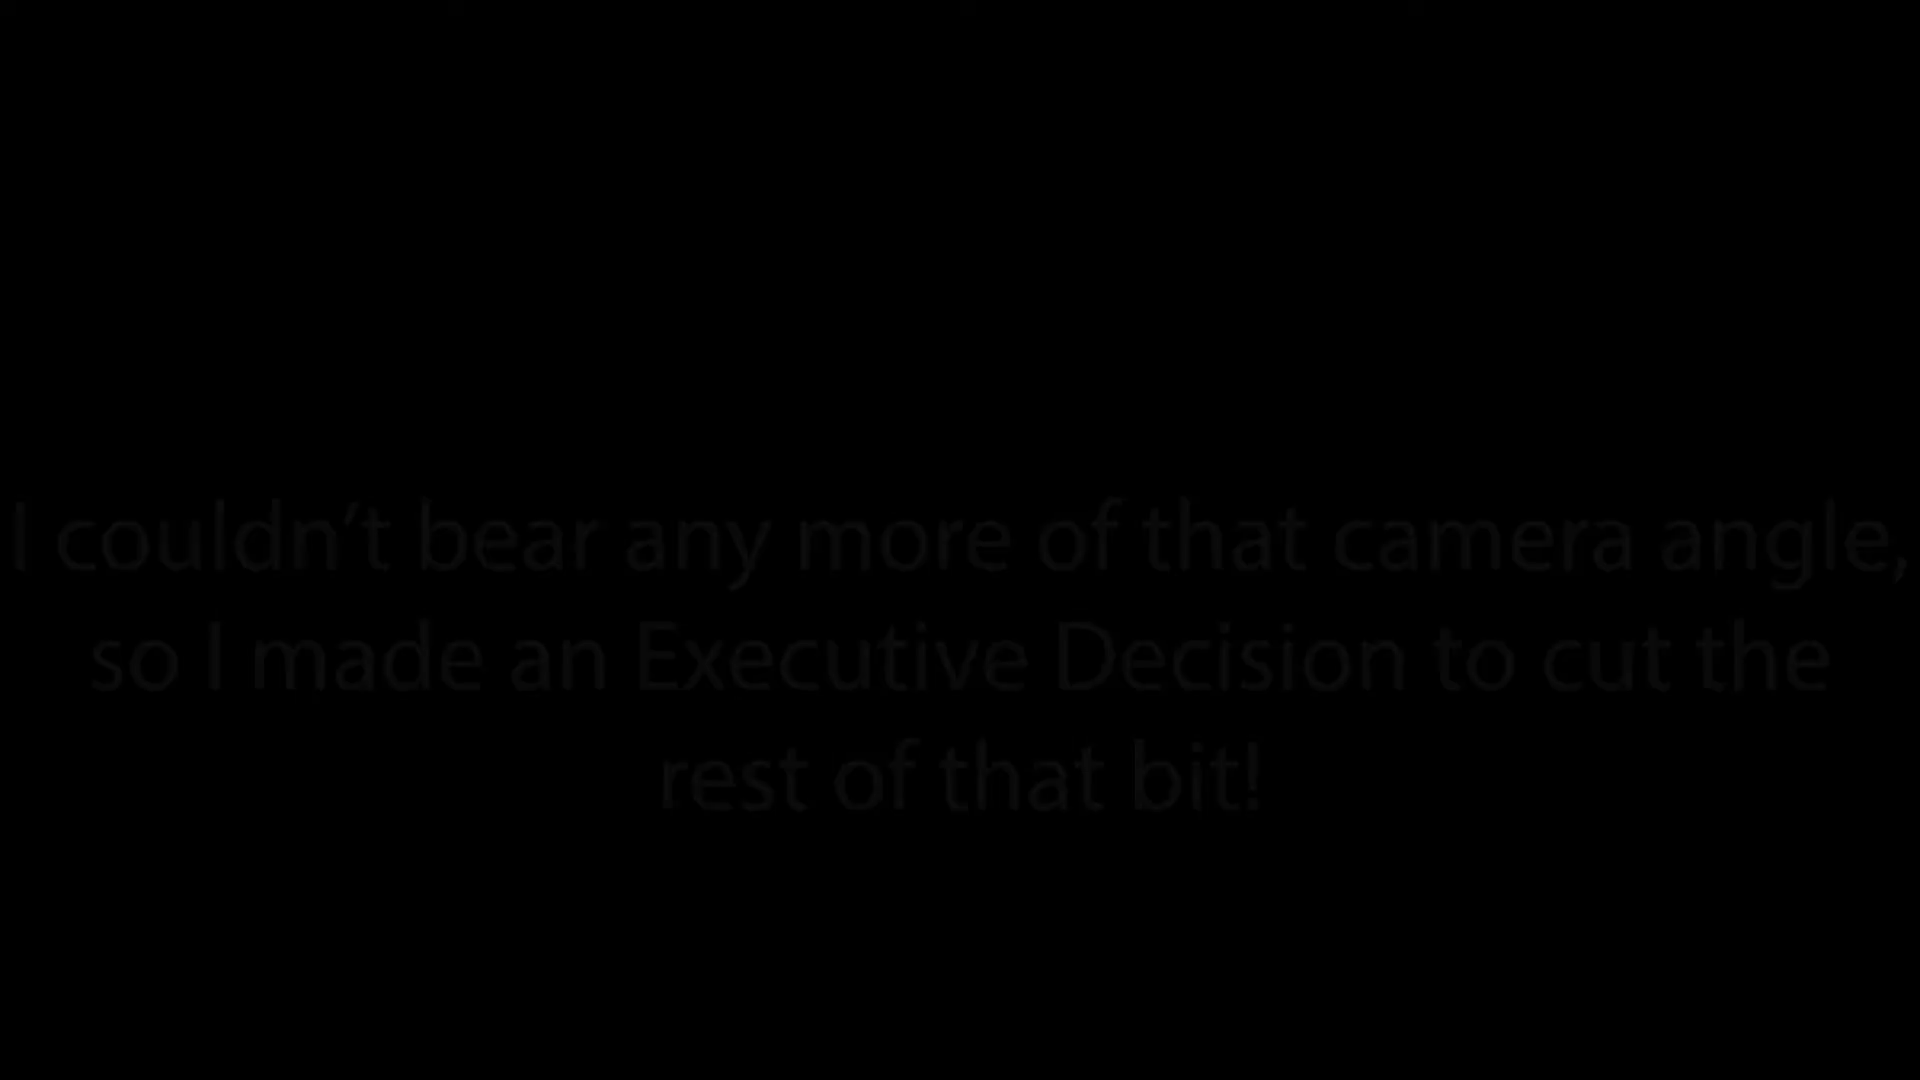 I couldn’t bear any more of that camera angle,
so I made an Executive Decision to cut the
rest of that bit!